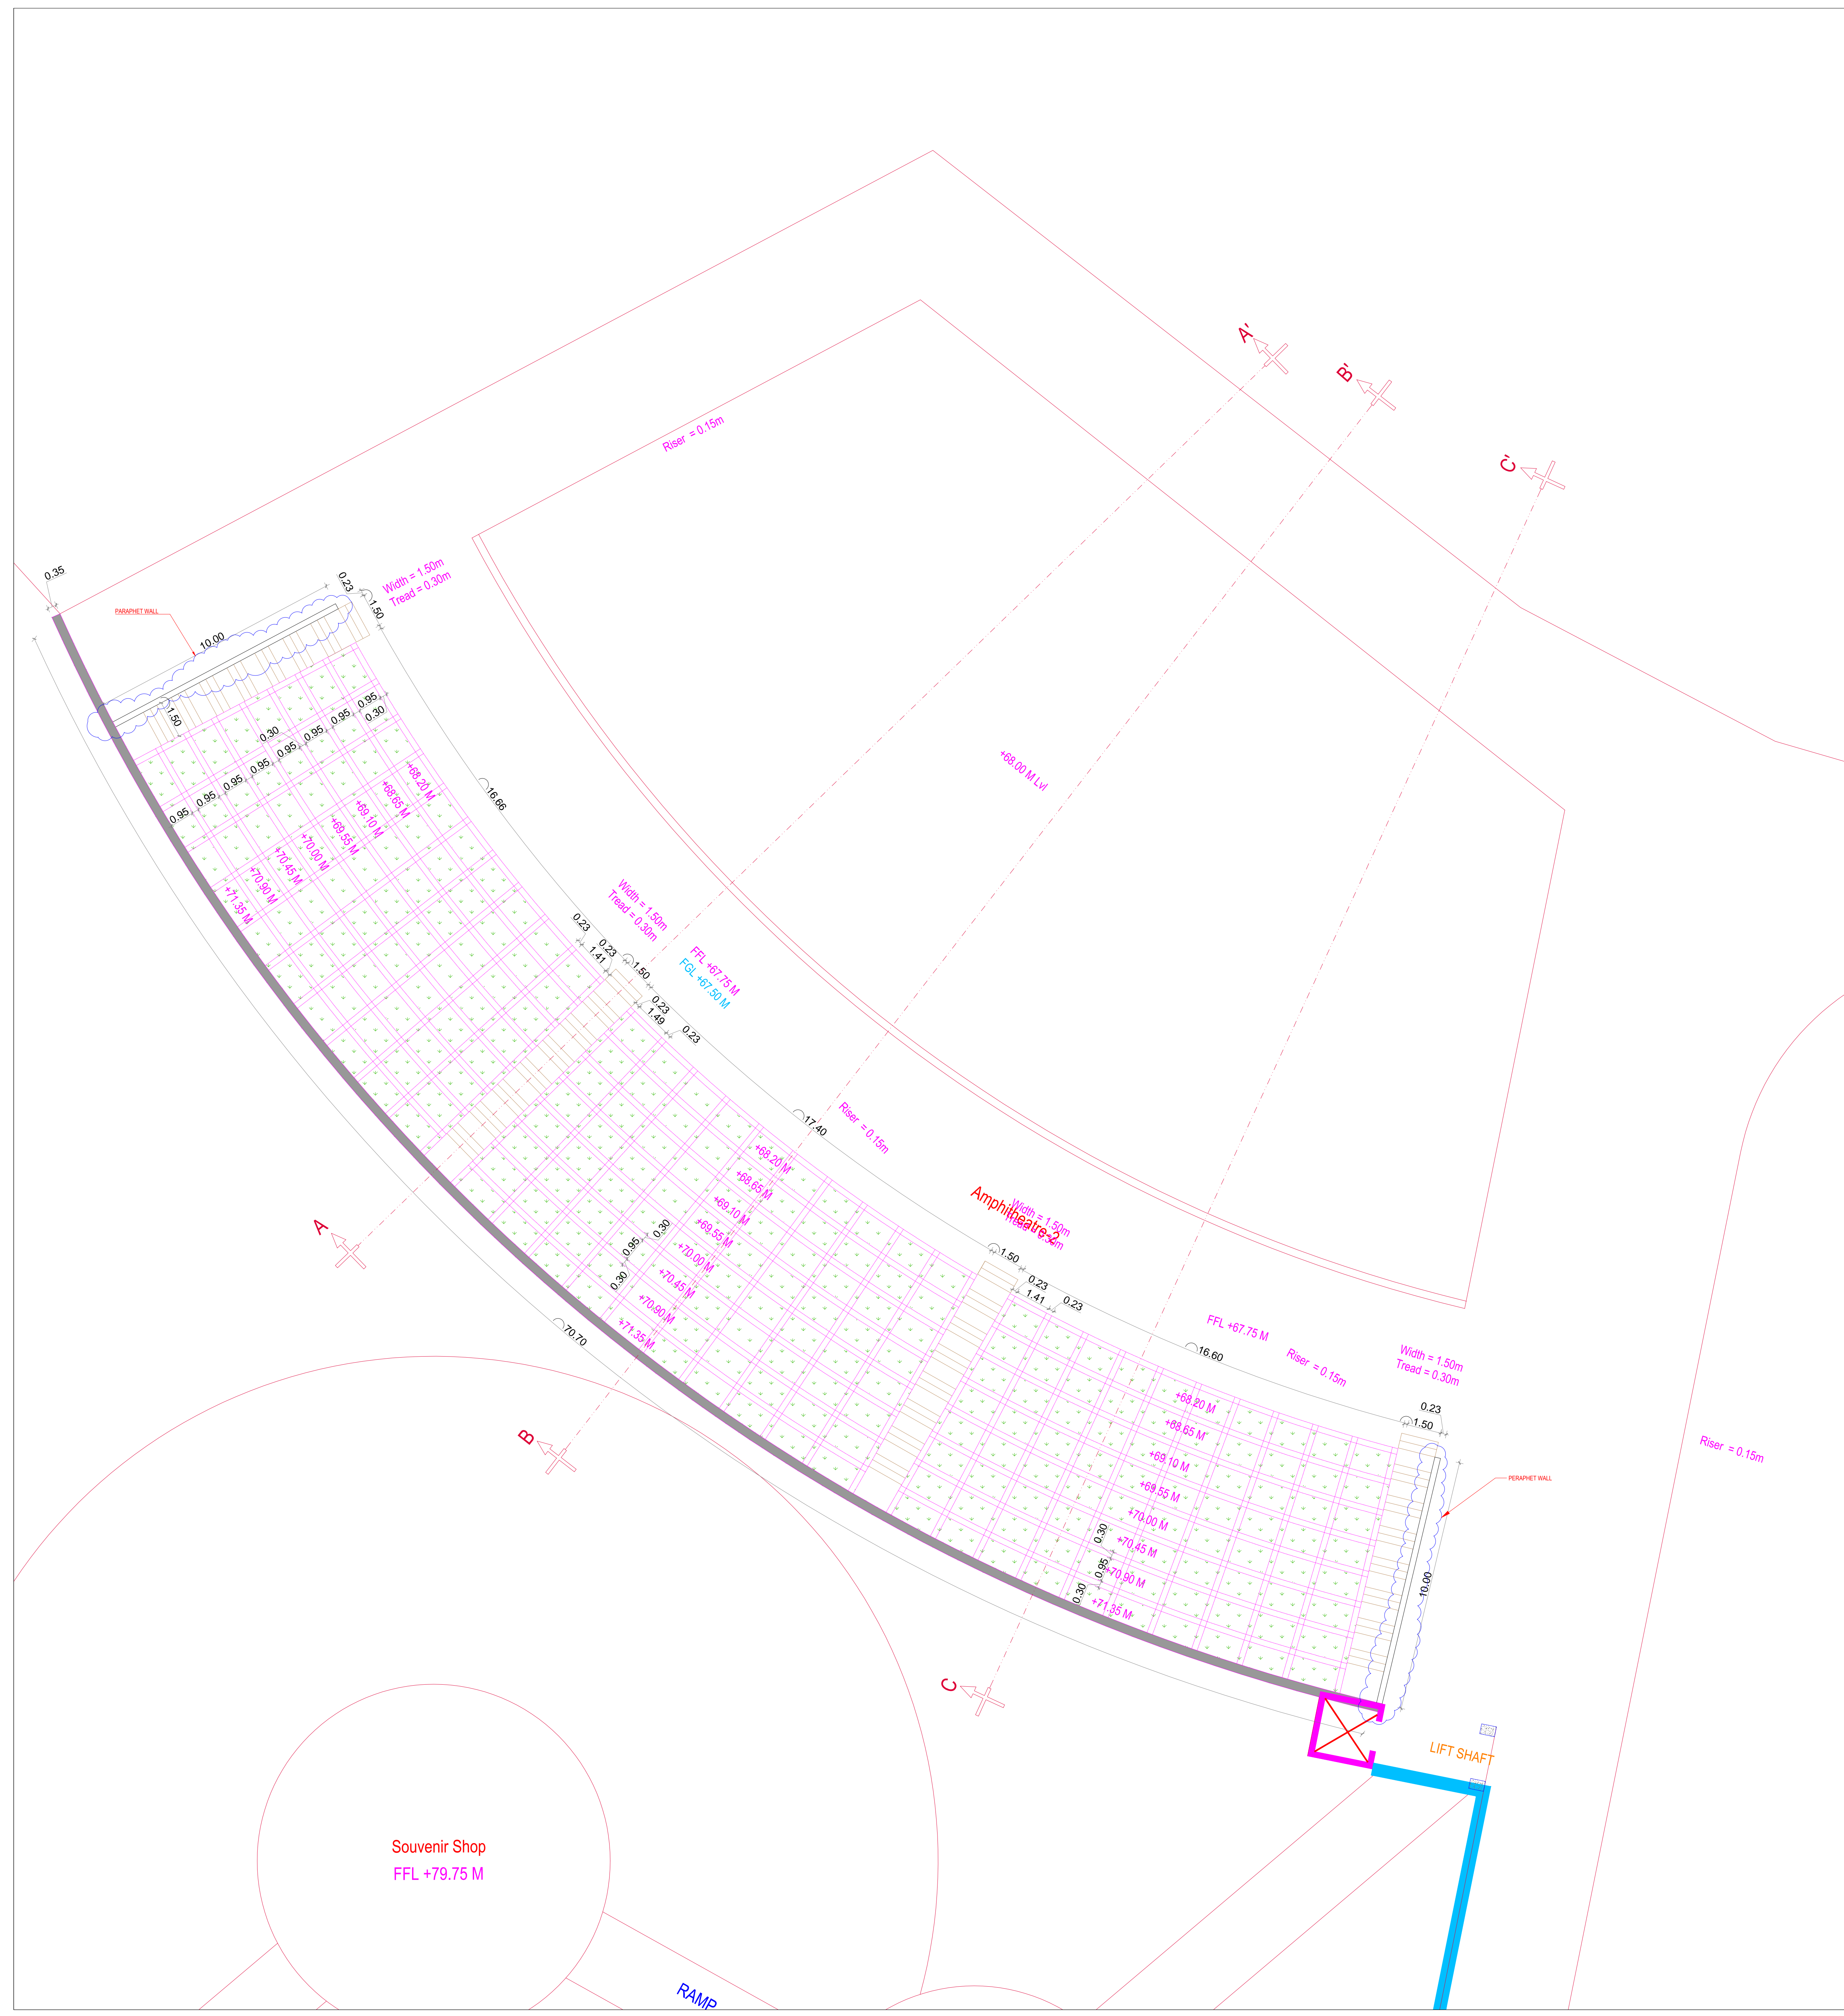 A'
B'
C'
Riser = 0.15m
0.35
PARAPHET WALL
10.00
0.23
1.50
Width = 1.50m
Tread = 0.30m
1.50
0.95
0.30
0.95
0.95
0.30
0.95
0.95
0.95
0.95
0.95
16.66
+68.20 M
+68.65 M
+69.10 M
+69.55 M
+70.00 M
+70.45 M
+70.90 M
+71.35 M
+68.00 M Lvl
Width = 1.50m
Tread = 0.30m
0.23
1.41
0.23
1.50
FFL +67.75 M
FGL +67.50 M
0.23
1.49
0.23
17.40
Riser = 0.15m
+68.20 M
+68.65 M
+69.10 M
+69.55 M
+70.00 M
+70.45 M
+70.90 M
+71.35 M
0.30
0.95
0.30
A
B
70.70
Amphitheatre-2
Width = 1.50m
Tread = 0.30m
1.50
0.23
1.41
0.23
16.60
FFL +67.75 M
Riser = 0.15m
Width = 1.50m
Tread = 0.30m
0.23
1.50
+68.20 M
+68.65 M
+69.10 M
+69.55 M
+70.00 M
+70.45 M
+70.90 M
+71.35 M
0.30
0.95
0.30
10.00
PERAPHET WALL
Riser = 0.15m
C
LIFT SHAFT
Souvenir Shop
FFL +79.75 M
RAMP